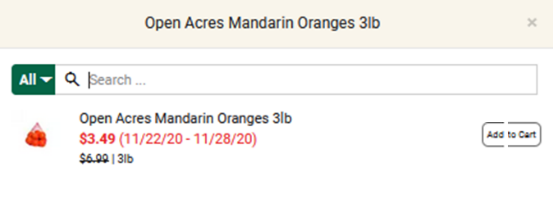 Open Acres Mandarin Oranges 3lb ×
All Search ...
Open Acres Mandarin Oranges 3lb
$3.49 (11/22/20 - 11/28/20)
Add to Cart
$6.99 | 3lb